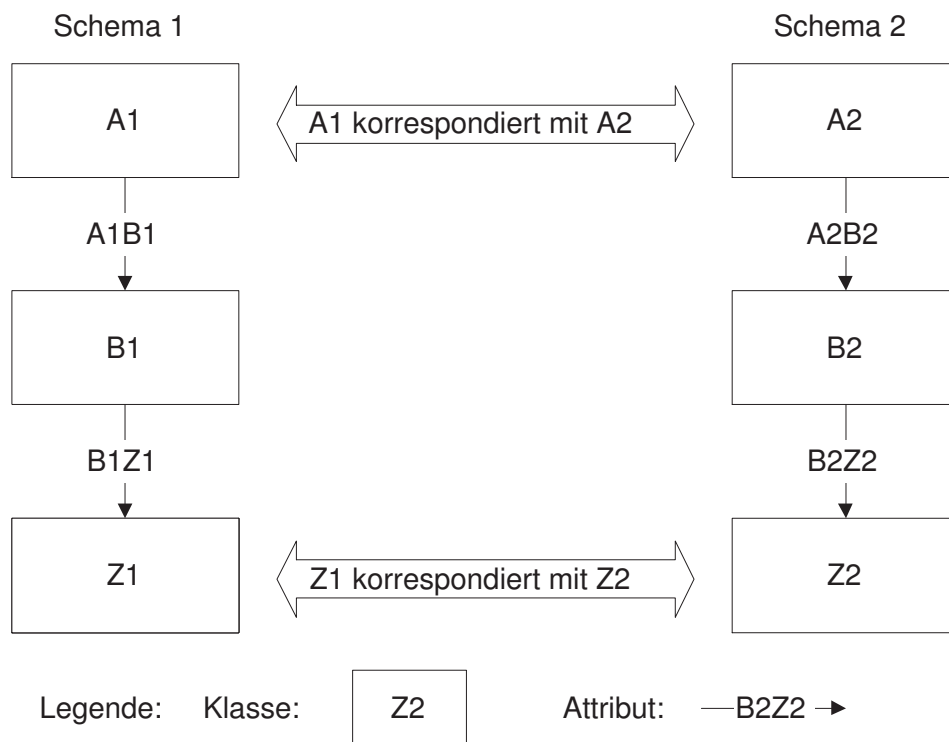 Schema 1
Schema 2
A1
A1 korrespondiert mit A2
A2
A1B1
A2B2
B1
B2
B1Z1
B2Z2
Z1
Z1 korrespondiert mit Z2
Z2
Legende: Klasse: Z2 Attribut: B2Z2